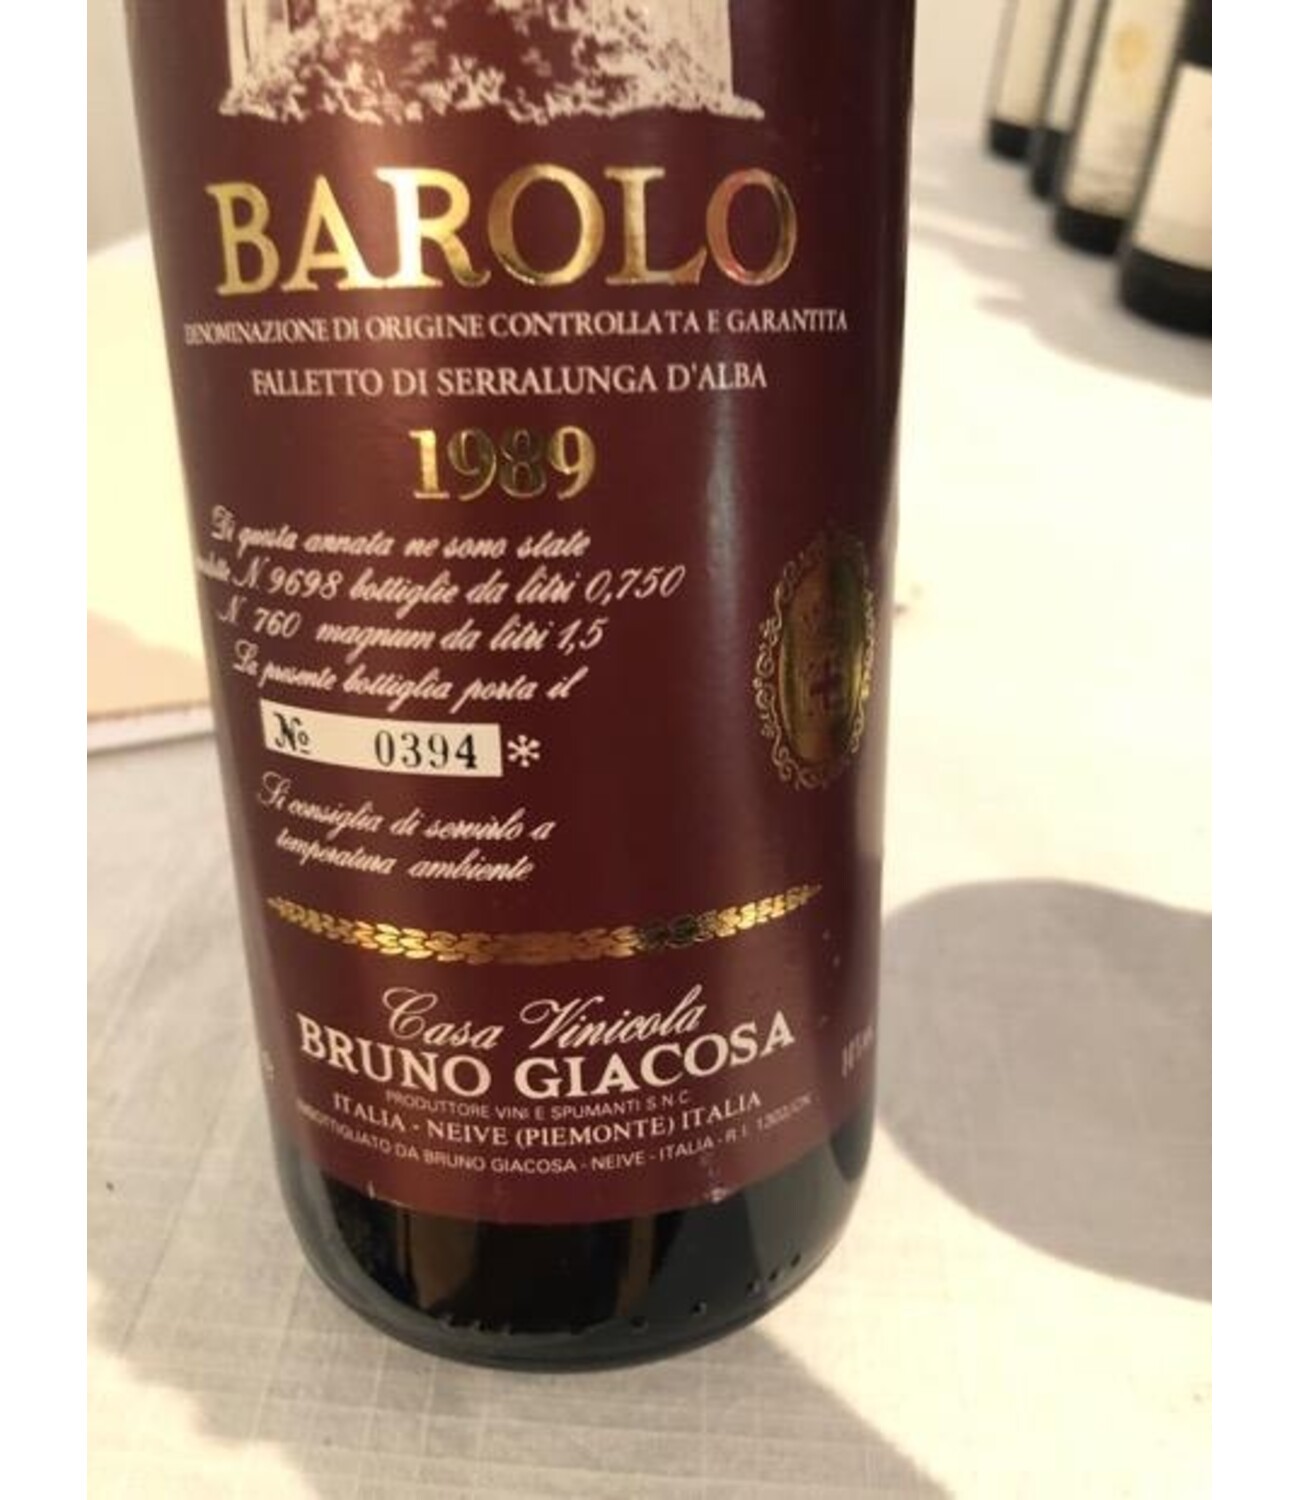 BAROLO
DENOMINAZIONE DI ORIGINE CONTROLLATA E GARANTITA
FALLETTO DI SERRALUNGA D'ALBA
1989
Di questa annata ne sono state
N. 9698 bottiglie da litri 0,750
N. 760 magnum da litri 1,5
La presente bottiglia porta il
No 0394*
Si consiglia di servirlo a
temperatura ambiente
Casa Vinicola
BRUNO GIACOSA
PRODUTTORE VINI E SPUMANTI S N C
ITALIA - NEIVE (PIEMONTE) ITALIA
DA BRUNO GIACOSA - NEIVE - ITALIA - R I